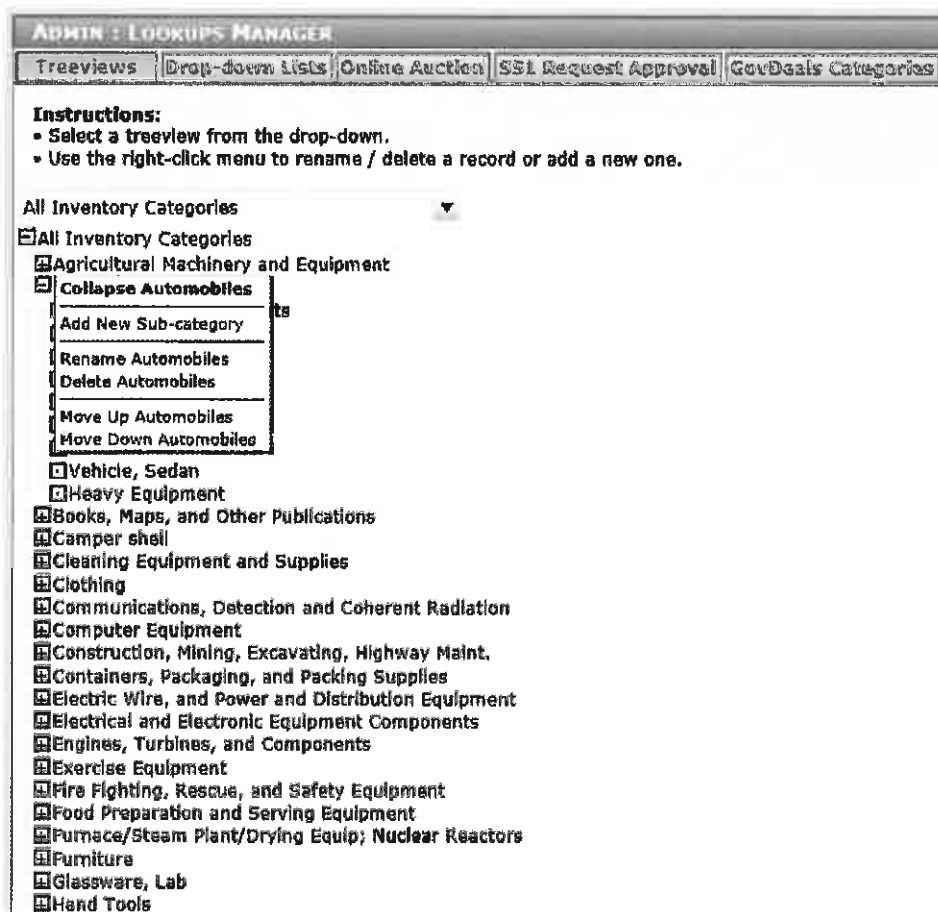 ADMIN : LOOKUPS MANAGER
Treeviews Drop-down Lists Online Auction SSL Request Approval GovDeals Categories
Instructions:
• Select a treeview from the drop-down.
• Use the right-click menu to rename / delete a record or add a new one.
All Inventory Categories
All Inventory Categories
Agricultural Machinery and Equipment
Collapse Automobiles
ts
Add New Sub-category
Rename Automobiles
Delete Automobiles
Move Up Automobiles
Move Down Automobiles
Vehicle, Sedan
Heavy Equipment
Books, Maps, and Other Publications
Camper shell
Cleaning Equipment and Supplies
Clothing
Communications, Detection and Coherent Radiation
Computer Equipment
Construction, Mining, Excavating, Highway Maint.
Containers, Packaging, and Packing Supplies
Electric Wire, and Power and Distribution Equipment
Electrical and Electronic Equipment Components
Engines, Turbines, and Components
Exercise Equipment
Fire Fighting, Rescue, and Safety Equipment
Food Preparation and Serving Equipment
Furnace/Steam Plant/Drying Equip; Nuclear Reactors
Furniture
Glassware, Lab
Hand Tools